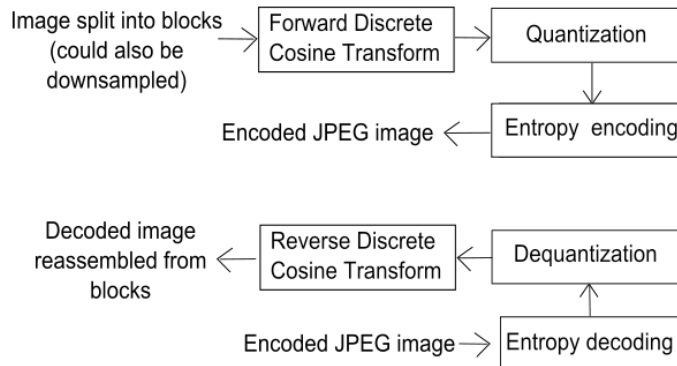 Image split into blocks
(could also be
downsampled)
Forward Discrete
Cosine Transform
Quantization
Entropy encoding
Encoded JPEG image
Decoded image
reassembled from
blocks
Reverse Discrete
Cosine Transform
Dequantization
Encoded JPEG image
Entropy decoding